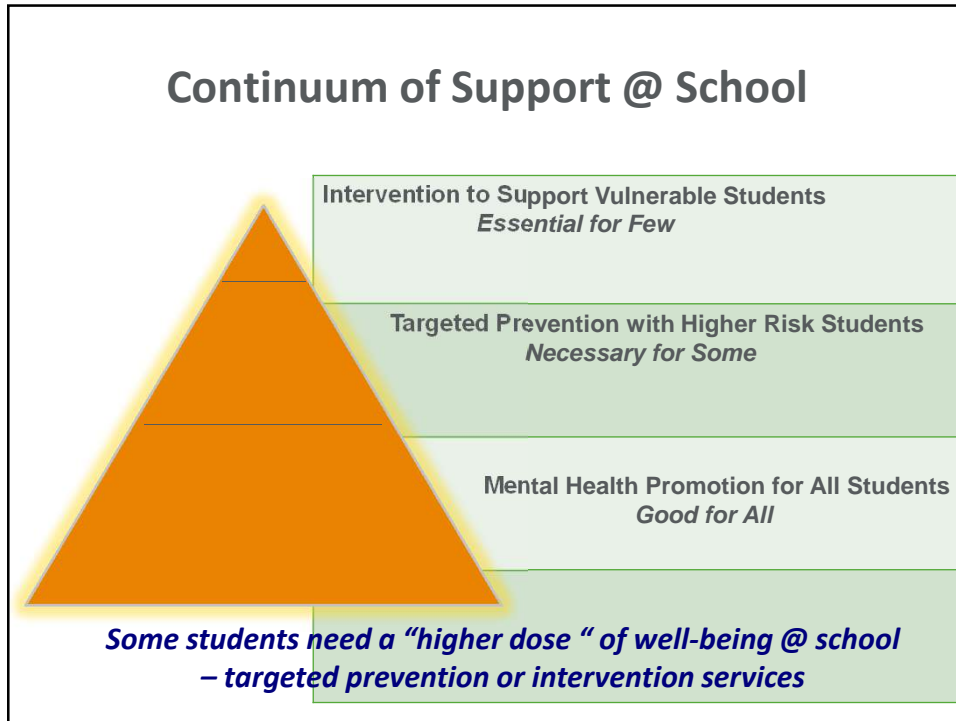 Continuum of Support @ School
Intervention to Support Vulnerable Students
Essential for Few
Targeted Prevention with Higher Risk Students
Necessary for Some
Mental Health Promotion for All Students
Good for All
Some students need a “higher dose “ of well-being @ school
– targeted prevention or intervention services